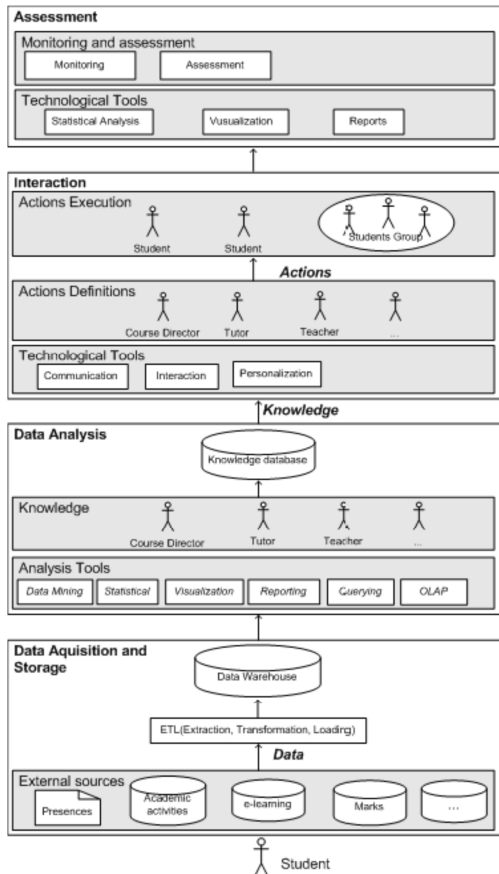 Assessment
Monitoring and assessment
Monitoring Assessment
Technological Tools
Statistical Analysis Vusualization Reports
Interaction
Actions Execution
Student Student Students Group
Actions
Actions Definitions
Course Director Tutor Teacher ...
Technological Tools
Communication Interaction Personalization
Knowledge
Data Analysis
Knowledge database
Knowledge
Course Director Tutor Teacher ...
Analysis Tools
Data Mining Statistical Visualization Reporting Querying OLAP
Data Aquisition and
Storage
Data Warehouse
ETL(Extraction, Transformation, Loading)
Data
External sources
Presences Academic activities e-learning Marks ...
Student